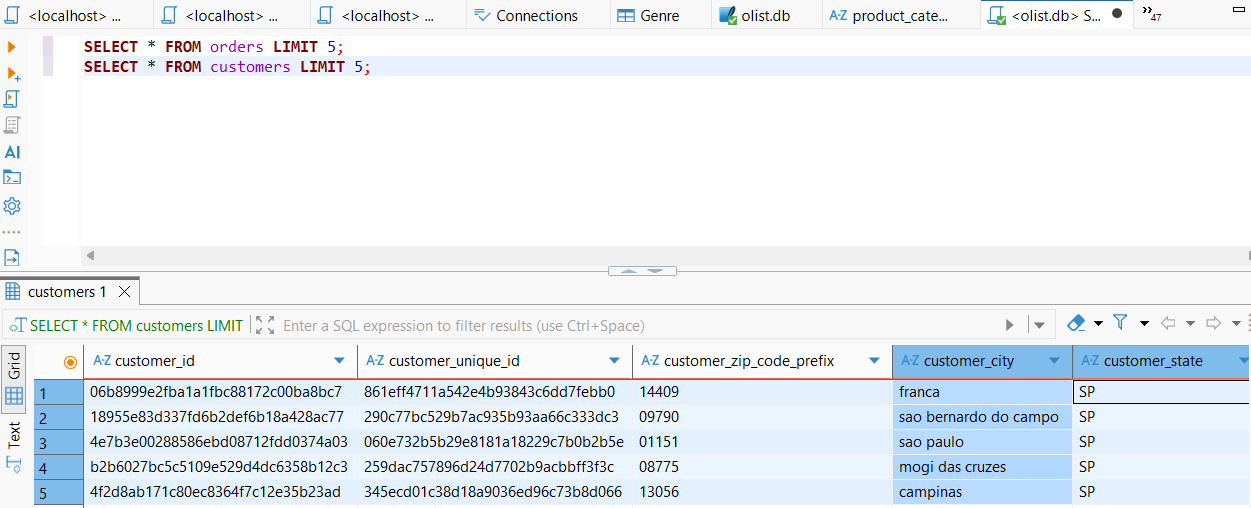 <localhost> ... <localhost> ... <localhost> ... Connections Genre olist.db product_cate... <olist.db> S... »47
SELECT * FROM orders LIMIT 5;
SELECT * FROM customers LIMIT 5;
AI
customers 1
SELECT * FROM customers LIMIT Enter a SQL expression to filter results (use Ctrl+Space)
Grid
Text
A-Z customer_id A-Z customer_unique_id A-Z customer_zip_code_prefix A-Z customer_city A-Z customer_state
1 06b8999e2fba1a1fbc88172c00ba8bc7 861eff4711a542e4b93843c6dd7febb0 14409 franca SP
2 18955e83d337fd6b2def6b18a428ac77 290c77bc529b7ac935b93aa66c333dc3 09790 sao bernardo do campo SP
3 4e7b3e00288586ebd08712fdd0374a03 060e732b5b29e8181a18229c7b0b2b5e 01151 sao paulo SP
4 b2b6027bc5c5109e529d4dc6358b12c3 259dac757896d24d7702b9acbbff3f3c 08775 mogi das cruzes SP
5 4f2d8ab171c80ec8364f7c12e35b23ad 345ecd01c38d18a9036ed96c73b8d066 13056 campinas SP